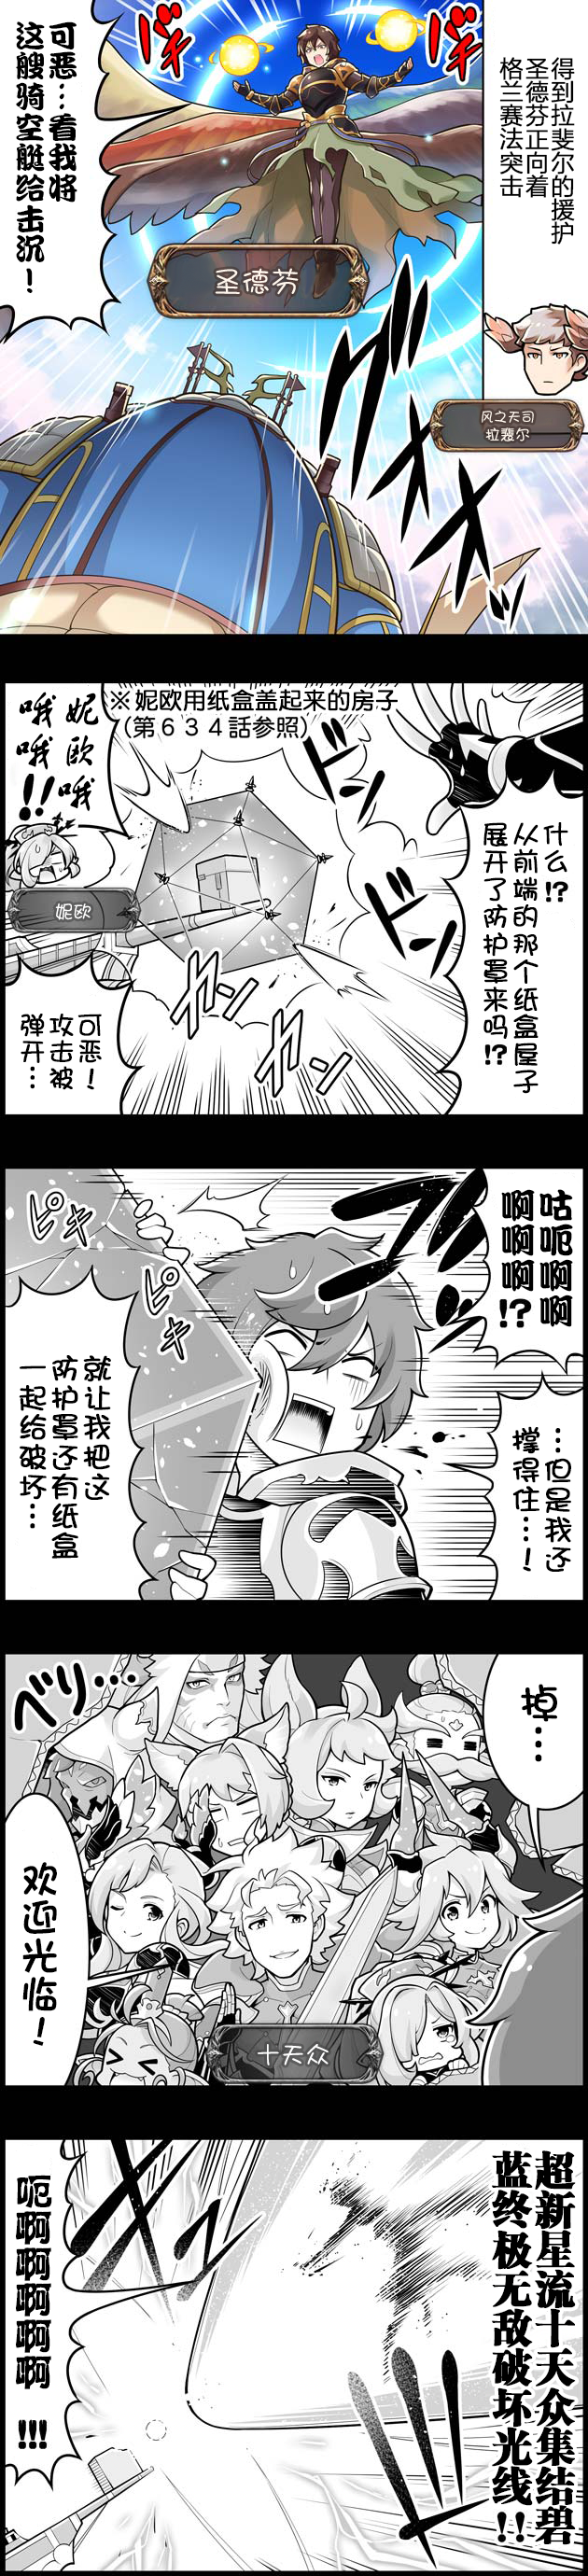 得到拉斐尔的援护
圣德芬正向着
格兰赛法突击
バキ
バキ
可恶…看我将
这艘骑空艇给击沉！
圣德芬
风之天司
拉斐尔
※妮欧用纸盒盖起来的房子
（第６３４話参照）
什么!?
从前端的那个纸盒屋子
展开了防护罩来吗!?
ドンッ
ドンッ
妮欧哦
哦哦!!
妮欧
ガンッ
ガンッ
可恶！
攻击被
弹开…
咕呃啊啊
啊啊啊!?
…但是我还
撑得住…！
ピキ
ピキ
就让我把这
防护罩还有纸盒
一起给破坏…
掉…
ベリ…
欢迎光临！
十天众
超新星流十天众集结碧
蓝终极无敌破坏光线!!
呃啊啊啊啊啊!!!